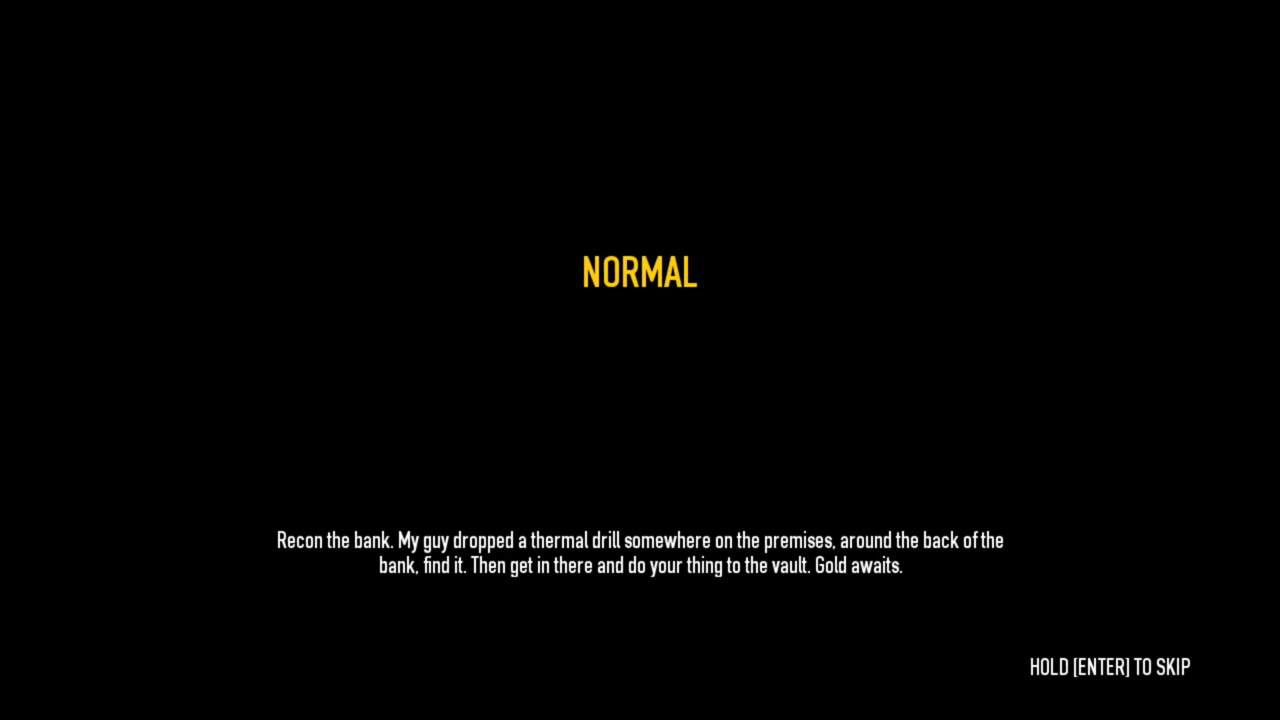 NORMAL
Recon the bank. My guy dropped a thermal drill somewhere on the premises, around the back of the
bank, find it. Then get in there and do your thing to the vault. Gold awaits.
HOLD [ENTER] TO SKIP